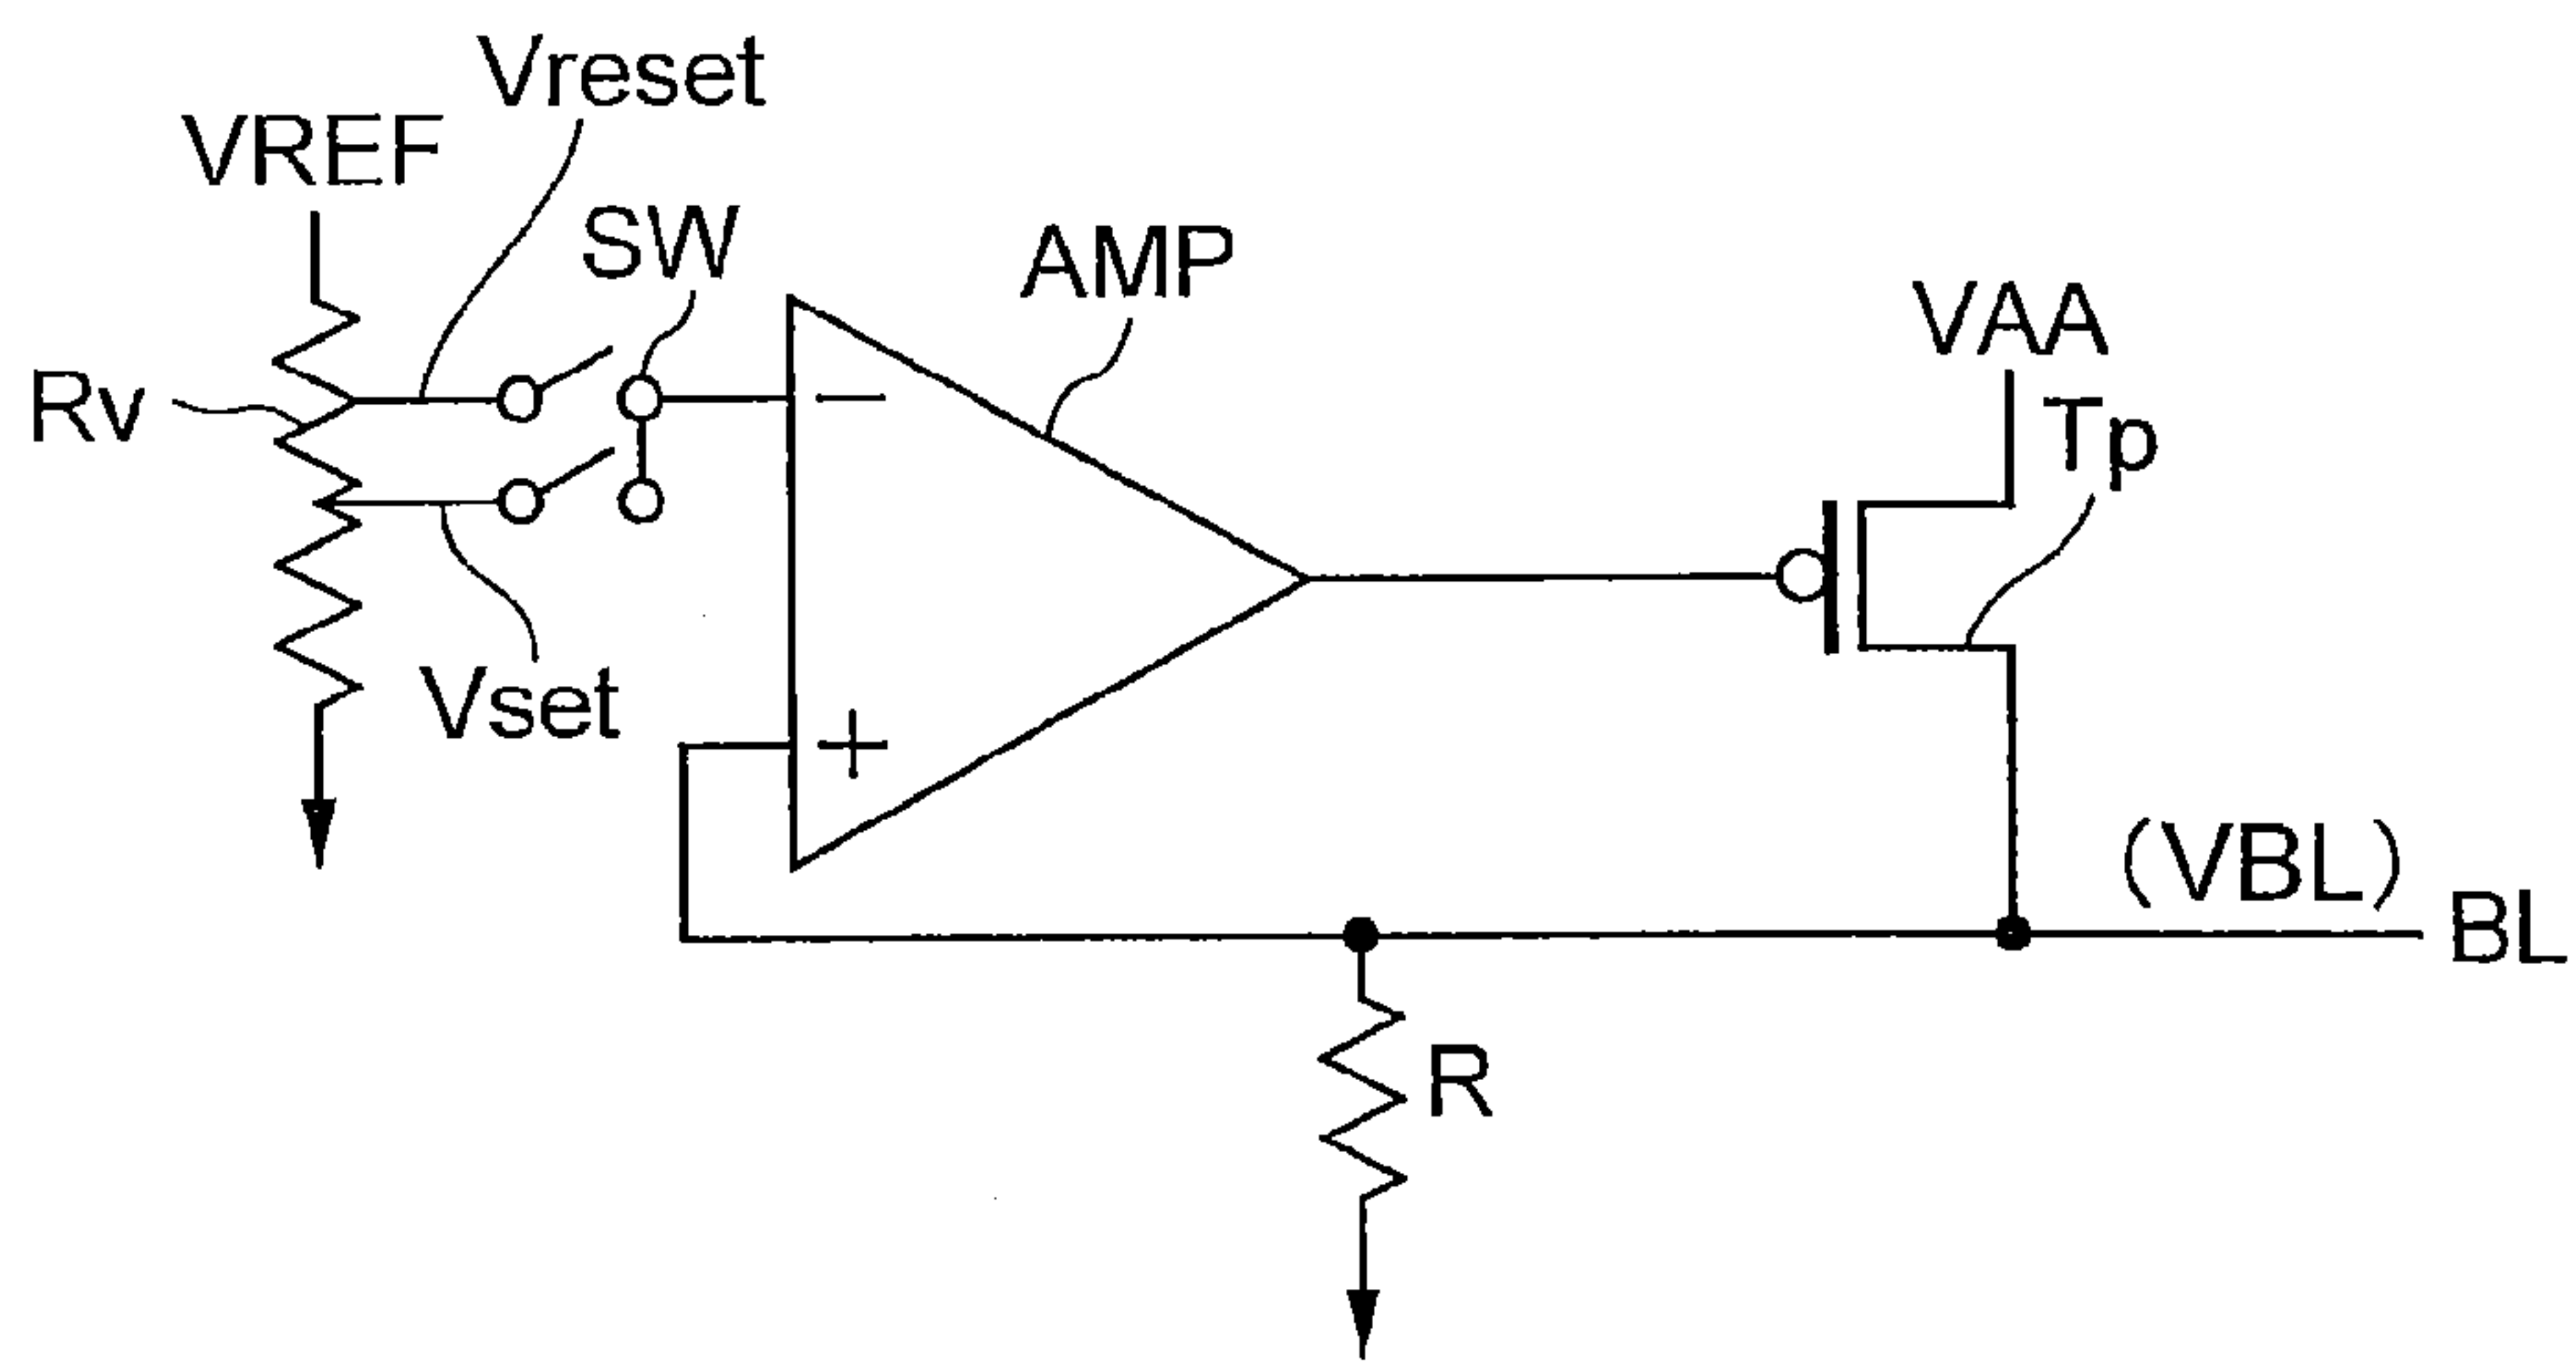 Vreset
VREF
SW
AMP
VAA
Rv
Tp
−
Vset
+
(VBL)
BL
R